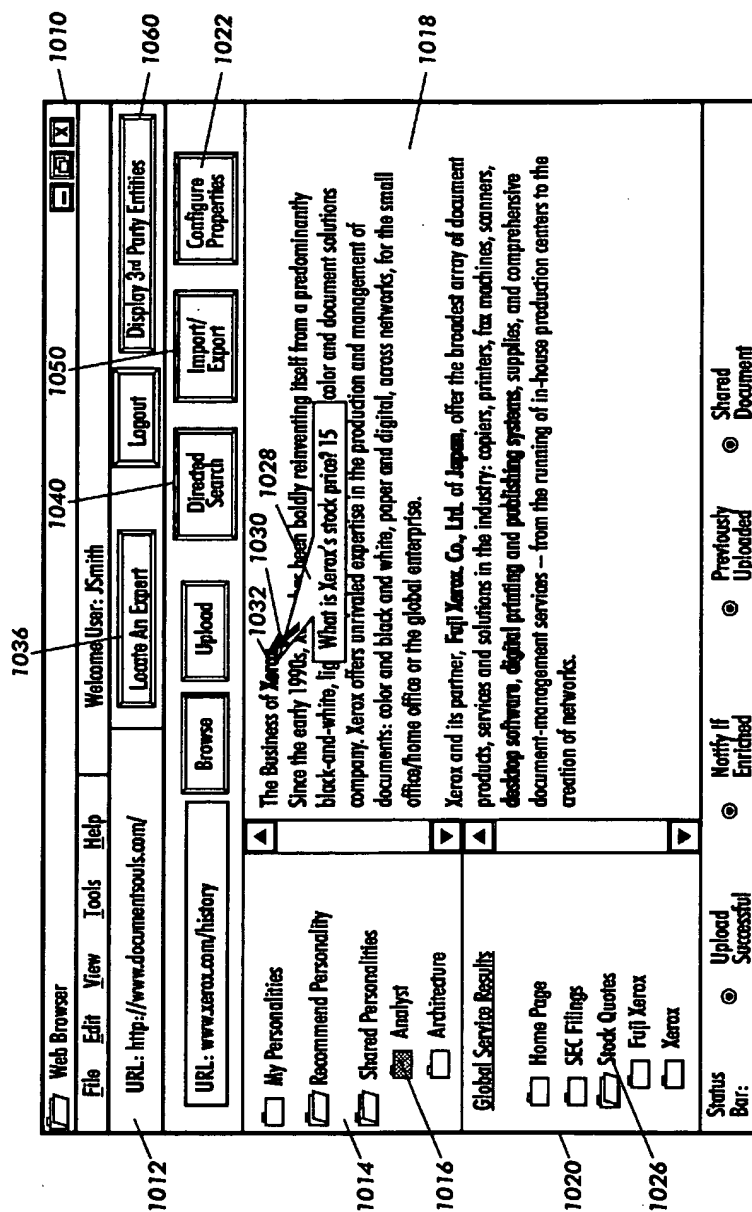 1036
1040
1050
1010
1060
1022
Web Browser
File Edit View Tools Help
Welcome User: JSmith
URL: http://www.documentsouls.com/
Locate An Expert
Logout
Display 3rd Party Entities
URL: www.xerox.com/history
Browse
Upload
Directed
Search
Import/
Export
Configure
Properties
1012
1014
1016
1020
1026
My Personalities
Recommend Personality
Shared Personalities
Analyst
Architecture
Global Service Results
Home Page
SEC Filings
Stock Quotes
Fuji Xerox
Xerox
1032
1030
1028
1018
The Business of Xerox
Since the early 1990s, has been boldly reinventing itself from a predominantly
black-and-white, lig color and document solutions
What is Xerox's stock price? 15
company. Xerox offers unrivaled expertise in the production and management of
documents: color and black and white, paper and digital, across networks, for the small
office/home office or the global enterprise.
Xerox and its partner, Fuji Xerox Co., Ltd. of Japan, offer the broadest array of document
products, services and solutions in the industry: copiers, printers, fax machines, scanners,
desktop software, digital printing and publishing systems, supplies, and comprehensive
document-management services – from the running of in-house production centers to the
creation of networks.
Status
Bar:
Upload
Successful
Notify If
Enriched
Previously
Uploaded
Shared
Document